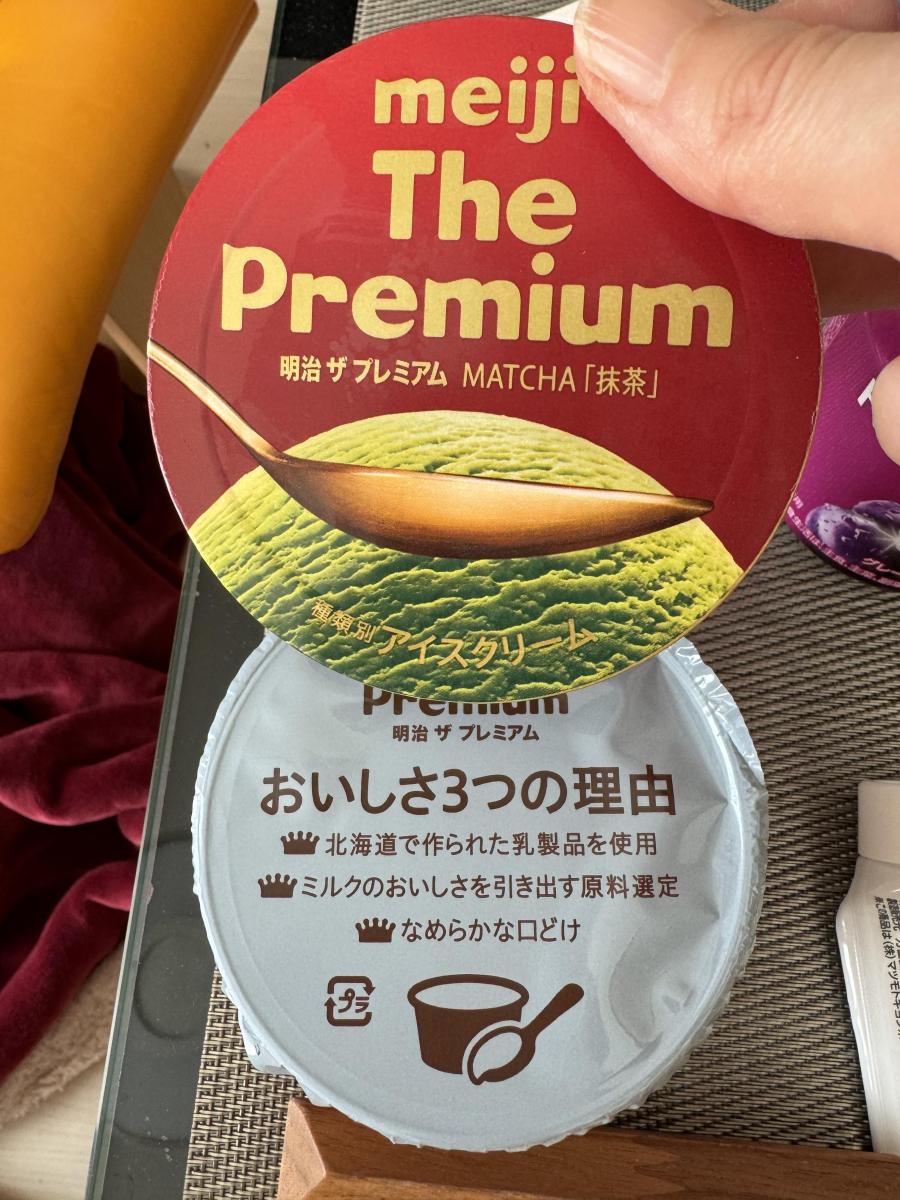 meiji
The
Premium
明治 ザ プレミアム MATCHA「抹茶」
種類別 アイスクリーム
Premium
明治 ザ プレミアム
おいしさ3つの理由
北海道で作られた乳製品を使用
ミルクのおいしさを引き出す原料選定
なめらかな口どけ
プラ